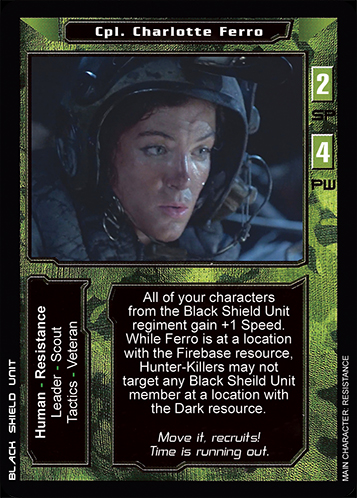 Cpl. Charlotte Ferro
2
SP
4
PW
Human - Resistance
Leader - Scout
Tactics - Veteran
BLACK SHIELD UNIT
All of your characters
from the Black Shield Unit
regiment gain +1 Speed.
While Ferro is at a location
with the Firebase resource,
Hunter-Killers may not
target any Black Sheild Unit
member at a location with
the Dark resource.
Move it, recruits!
Time is running out.
MAIN CHARACTER: RESISTANCE